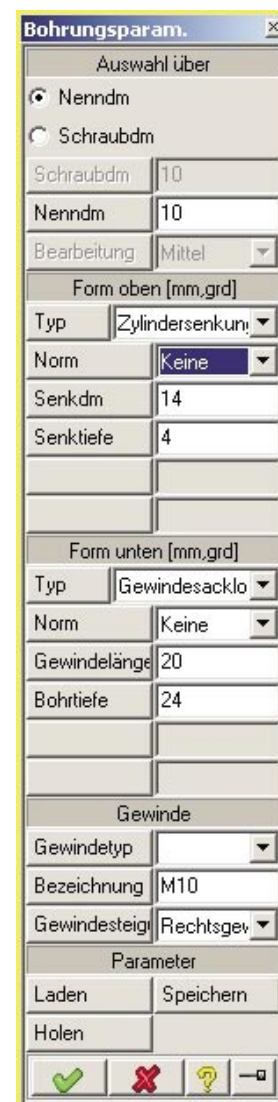 Bohrungsparam.
Auswahl über
Nenndm
Schraubdm
Schraubdm 10
Nenndm 10
Bearbeitung Mittel
Form oben [mm,grd]
Typ Zylindersenkun
Norm Keine
Senkdm 14
Senktiefe 4
Form unten [mm,grd]
Typ Gewindesacklo
Norm Keine
Gewindelänge 20
Bohrtiefe 24
Gewinde
Gewindetyp
Bezeichnung M10
Gewindesteig Rechtsgew
Parameter
Laden Speichern
Holen